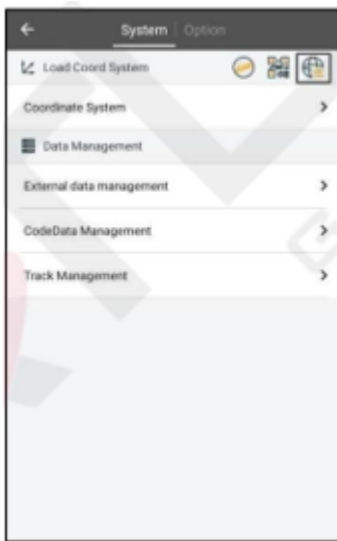 System | Option
Load Coord System
Coordinate System
Data Management
External data management
CodeData Management
Track Management